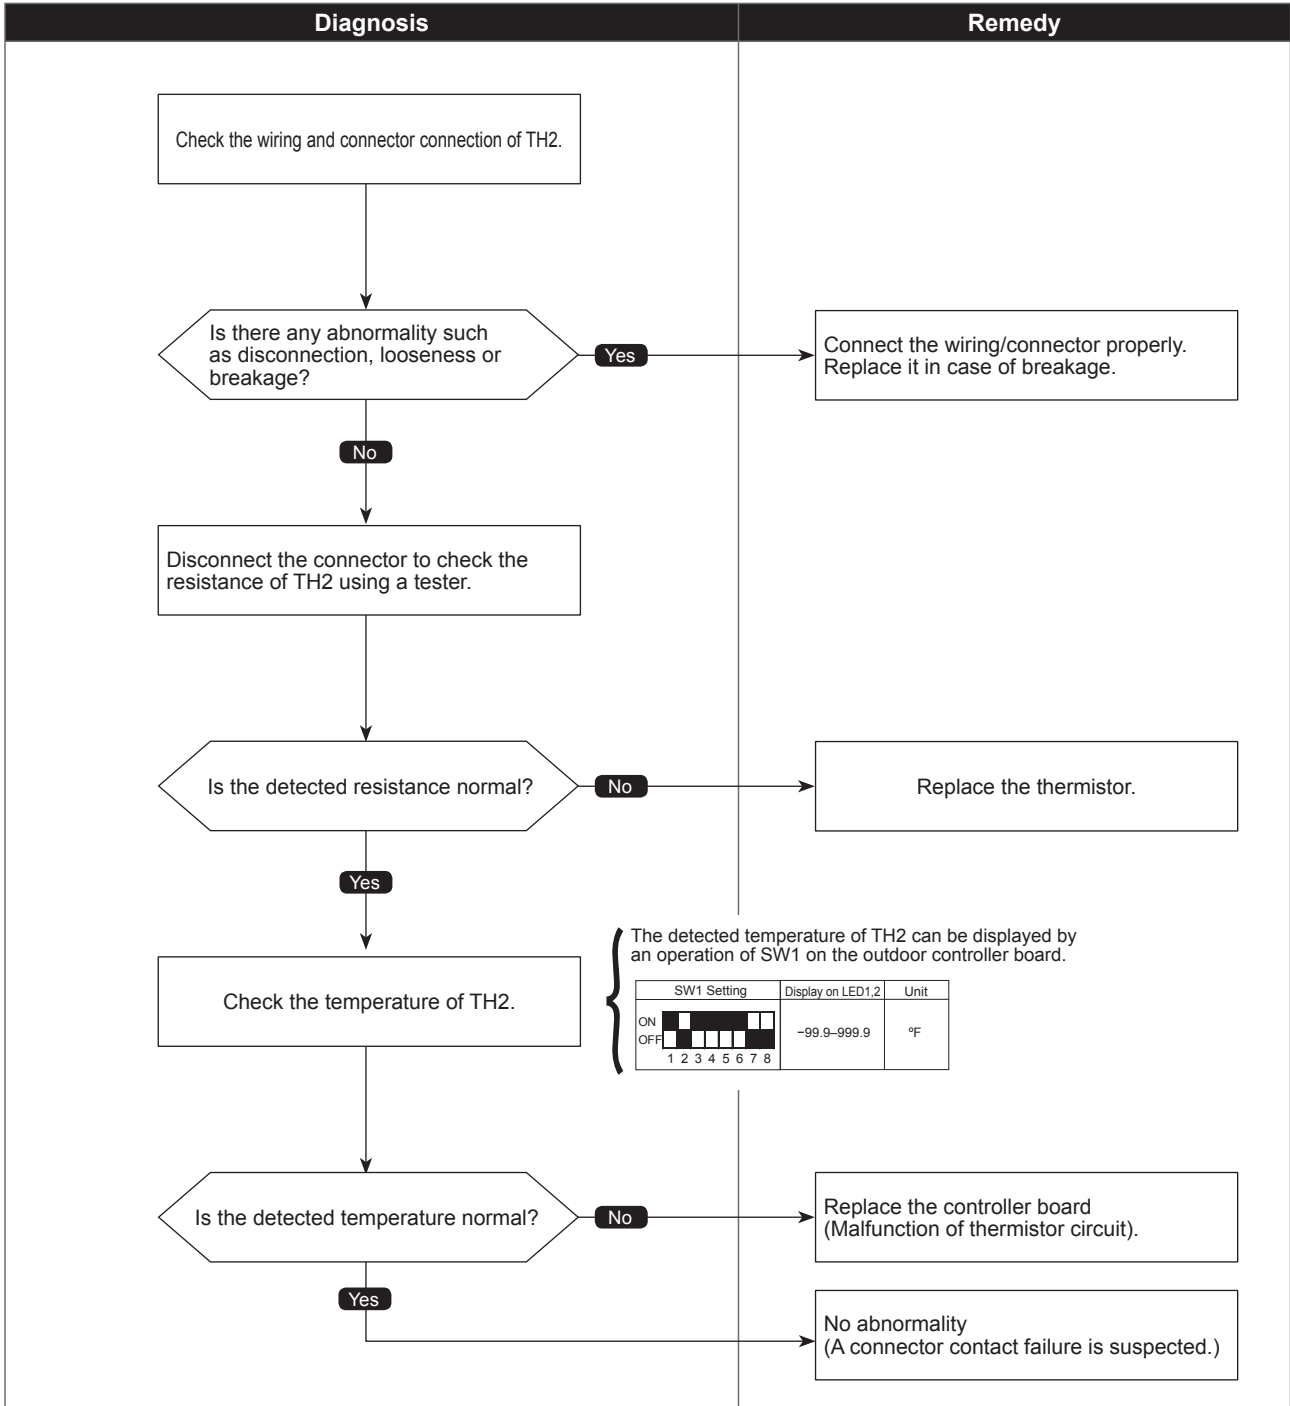 Diagnosis
Remedy
Check the wiring and connector connection of TH2.
Is there any abnormality such
as disconnection, looseness or
breakage?
Yes
Connect the wiring/connector properly.
Replace it in case of breakage.
No
Disconnect the connector to check the
resistance of TH2 using a tester.
Is the detected resistance normal?
No
Replace the thermistor.
Yes
The detected temperature of TH2 can be displayed by
an operation of SW1 on the outdoor controller board.
Check the temperature of TH2.
SW1 Setting
Display on LED1,2
Unit
ON
OFF
1 2 3 4 5 6 7 8
−99.9–999.9
ºF
Is the detected temperature normal?
No
Replace the controller board
(Malfunction of thermistor circuit).
Yes
No abnormality
(A connector contact failure is suspected.)